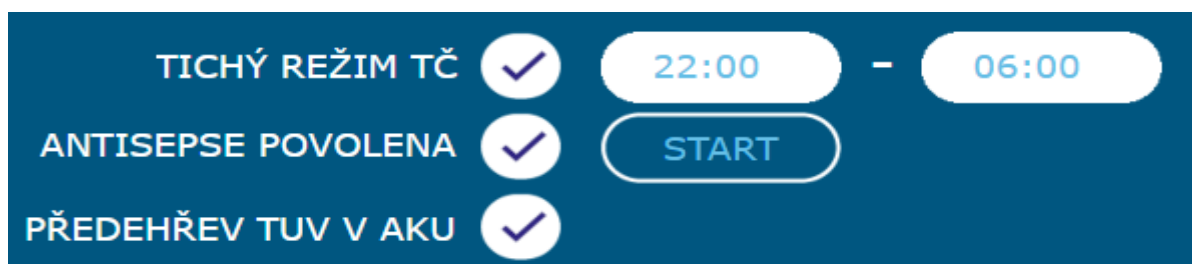 TICHÝ REŽIM TČ 22:00 - 06:00
ANTISEPSE POVOLENA START
PŘEDEHŘEV TUV V AKU